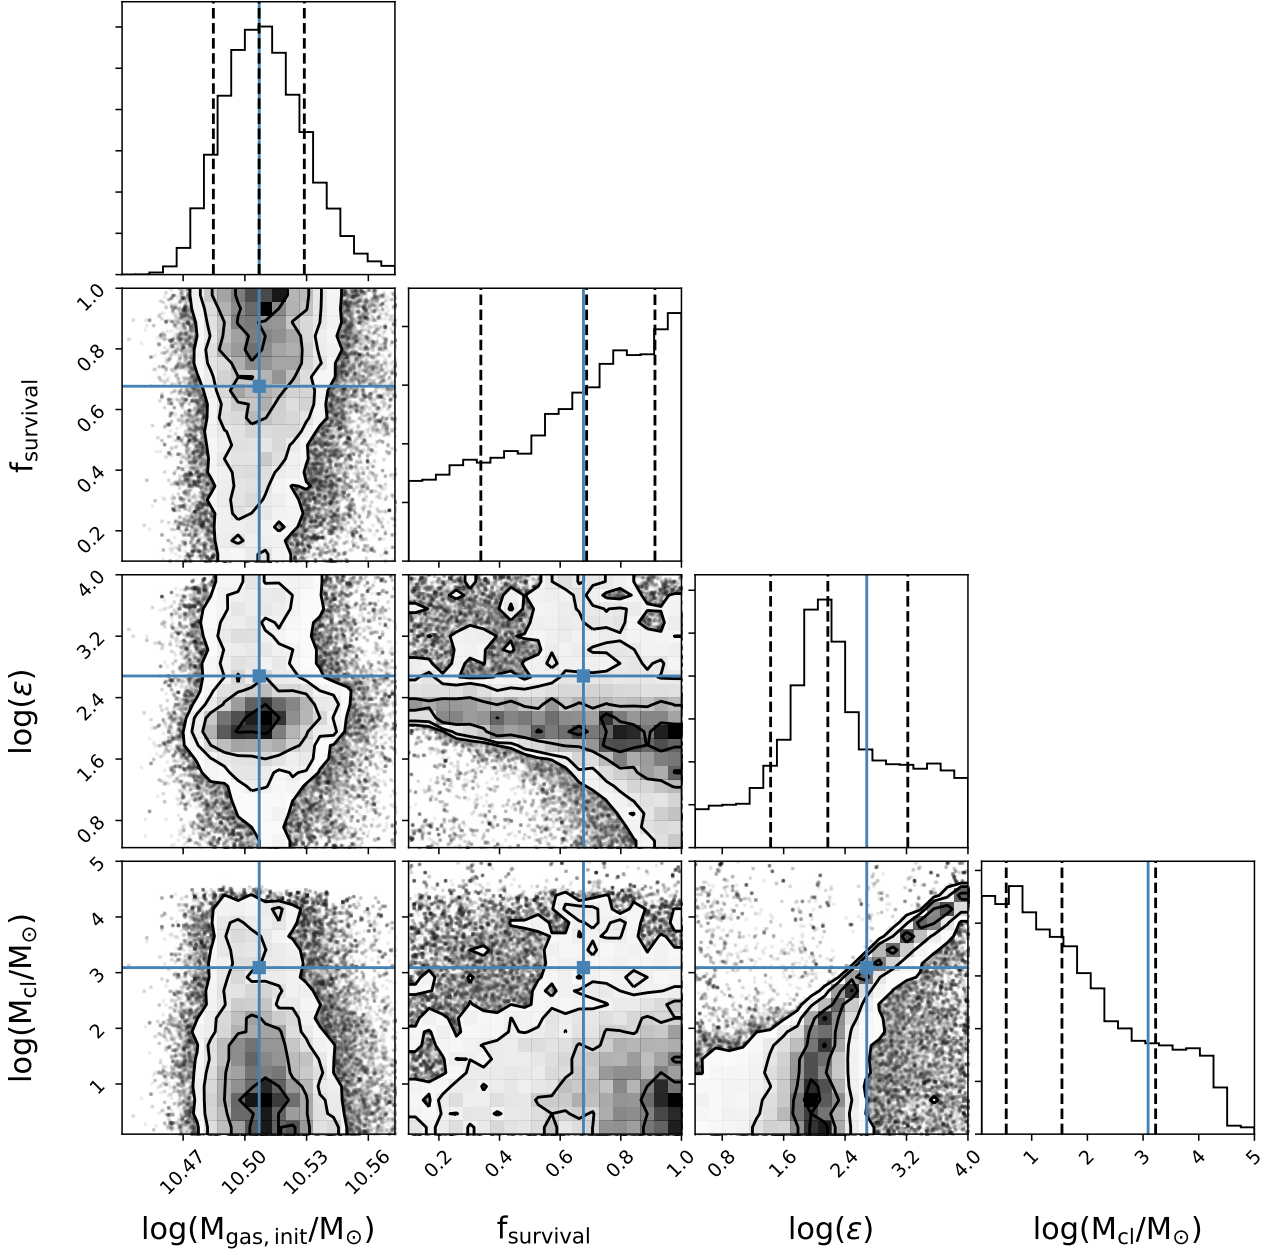 1.0
0.8
0.6
0.4
0.2
f_survival
4.0
3.2
2.4
1.6
0.8
log(ε)
5
4
3
2
1
log(M_cl/M_⊙)
10.47 10.50 10.53 10.56
0.2 0.4 0.6 0.8 1.0
0.8 1.6 2.4 3.2 4.0
1 2 3 4 5
log(M_gas, init/M_⊙)
f_survival
log(ε)
log(M_cl/M_⊙)